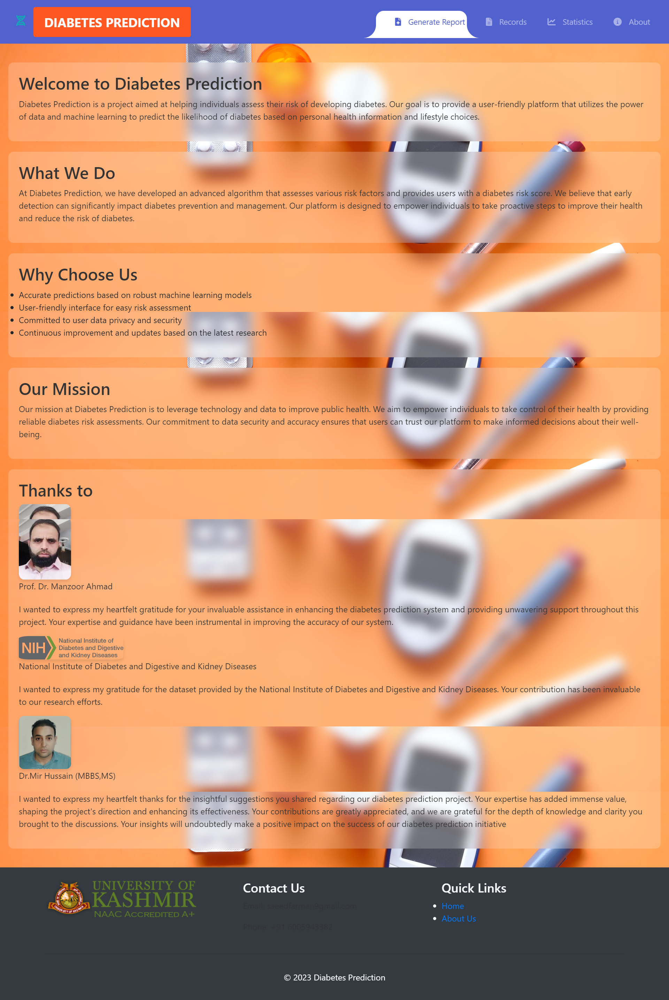 DIABETES PREDICTION
Generate Report
Records
Statistics
About
Welcome to Diabetes Prediction
Diabetes Prediction is a project aimed at helping individuals assess their risk of developing diabetes. Our goal is to provide a user-friendly platform that utilizes the power
of data and machine learning to predict the likelihood of diabetes based on personal health information and lifestyle choices.
What We Do
At Diabetes Prediction, we have developed an advanced algorithm that assesses various risk factors and provides users with a diabetes risk score. We believe that early
detection can significantly impact diabetes prevention and management. Our platform is designed to empower individuals to take proactive steps to improve their health
and reduce the risk of diabetes.
Why Choose Us
Accurate predictions based on robust machine learning models
User-friendly interface for easy risk assessment
Committed to user data privacy and security
Continuous improvement and updates based on the latest research
Our Mission
Our mission at Diabetes Prediction is to leverage technology and data to improve public health. We aim to empower individuals to take control of their health by providing
reliable diabetes risk assessments. Our commitment to data security and accuracy ensures that users can trust our platform to make informed decisions about their well-
being.
Thanks to
Prof. Dr. Manzoor Ahmad
I wanted to express my heartfelt gratitude for your invaluable assistance in enhancing the diabetes prediction system and providing unwavering support throughout this
project. Your expertise and guidance have been instrumental in improving the accuracy of our system.
NIH
National Institute of
Diabetes and Digestive
and Kidney Diseases
National Institute of Diabetes and Digestive and Kidney Diseases
I wanted to express my gratitude for the dataset provided by the National Institute of Diabetes and Digestive and Kidney Diseases. Your contribution has been invaluable
to our research efforts.
Dr.Mir Hussain (MBBS,MS)
I wanted to express my heartfelt thanks for the insightful suggestions you shared regarding our diabetes prediction project. Your expertise has added immense value,
shaping the project's direction and enhancing its effectiveness. Your contributions are greatly appreciated, and we are grateful for the depth of knowledge and clarity you
brought to the discussions. Your insights will undoubtedly make a positive impact on the success of our diabetes prediction initiative
UNIVERSITY OF
KASHMIR
NAAC ACCREDITED A+
Contact Us
Email: saeedfarman9gmail.com
Phone: +91 6005943382
Quick Links
Home
About Us
© 2023 Diabetes Prediction